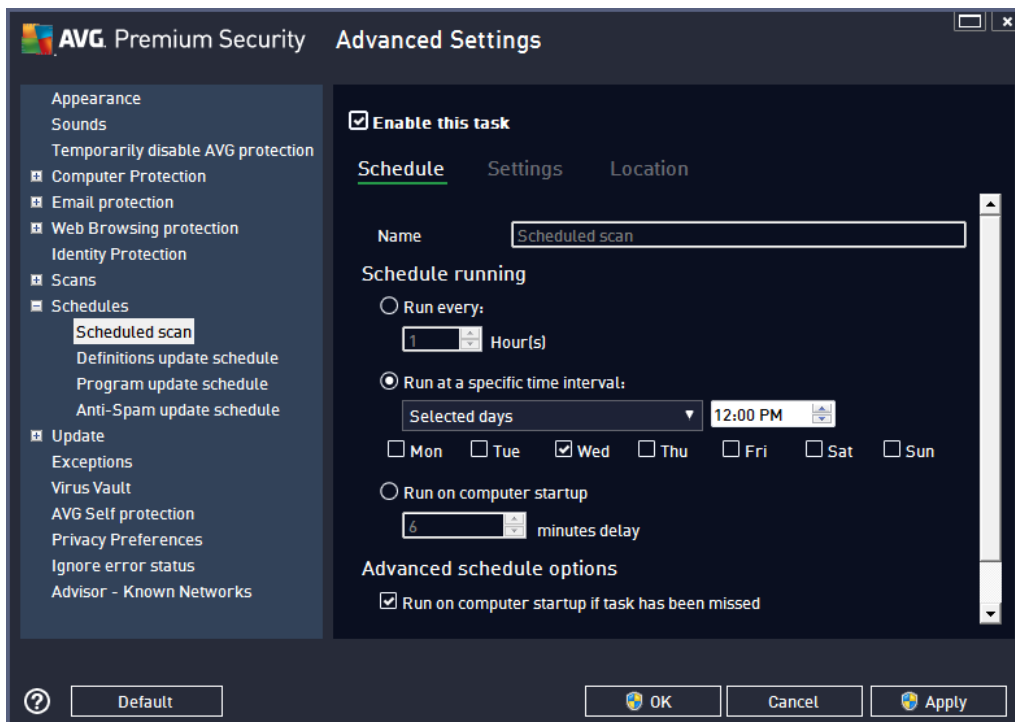 AVG. Premium Security
Advanced Settings
Appearance
Sounds
Temporarily disable AVG protection
Computer Protection
Email protection
Web Browsing protection
Identity Protection
Scans
Schedules
Scheduled scan
Definitions update schedule
Program update schedule
Anti-Spam update schedule
Update
Exceptions
Virus Vault
AVG Self protection
Privacy Preferences
Ignore error status
Advisor - Known Networks
Enable this task
Schedule Settings Location
Name Scheduled scan
Schedule running
Run every:
1 Hour(s)
Run at a specific time interval:
Selected days 12:00 PM
Mon Tue Wed Thu Fri Sat Sun
Run on computer startup
6 minutes delay
Advanced schedule options
Run on computer startup if task has been missed
? Default OK Cancel Apply